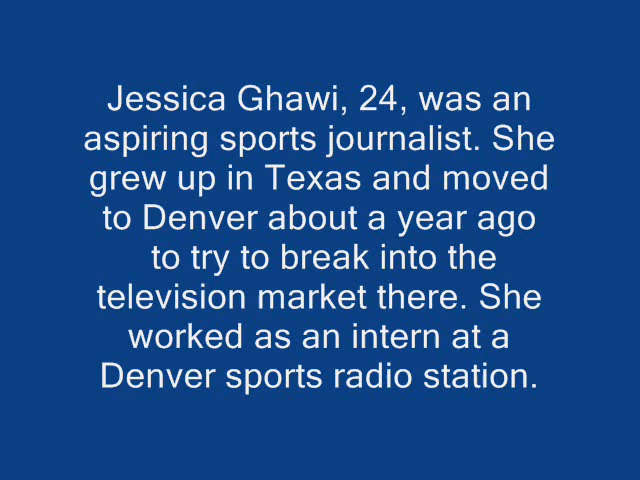 Jessica Ghawi, 24, was an
aspiring sports journalist. She
grew up in Texas and moved
to Denver about a year ago
to try to break into the
television market there. She
worked as an intern at a
Denver sports radio station.